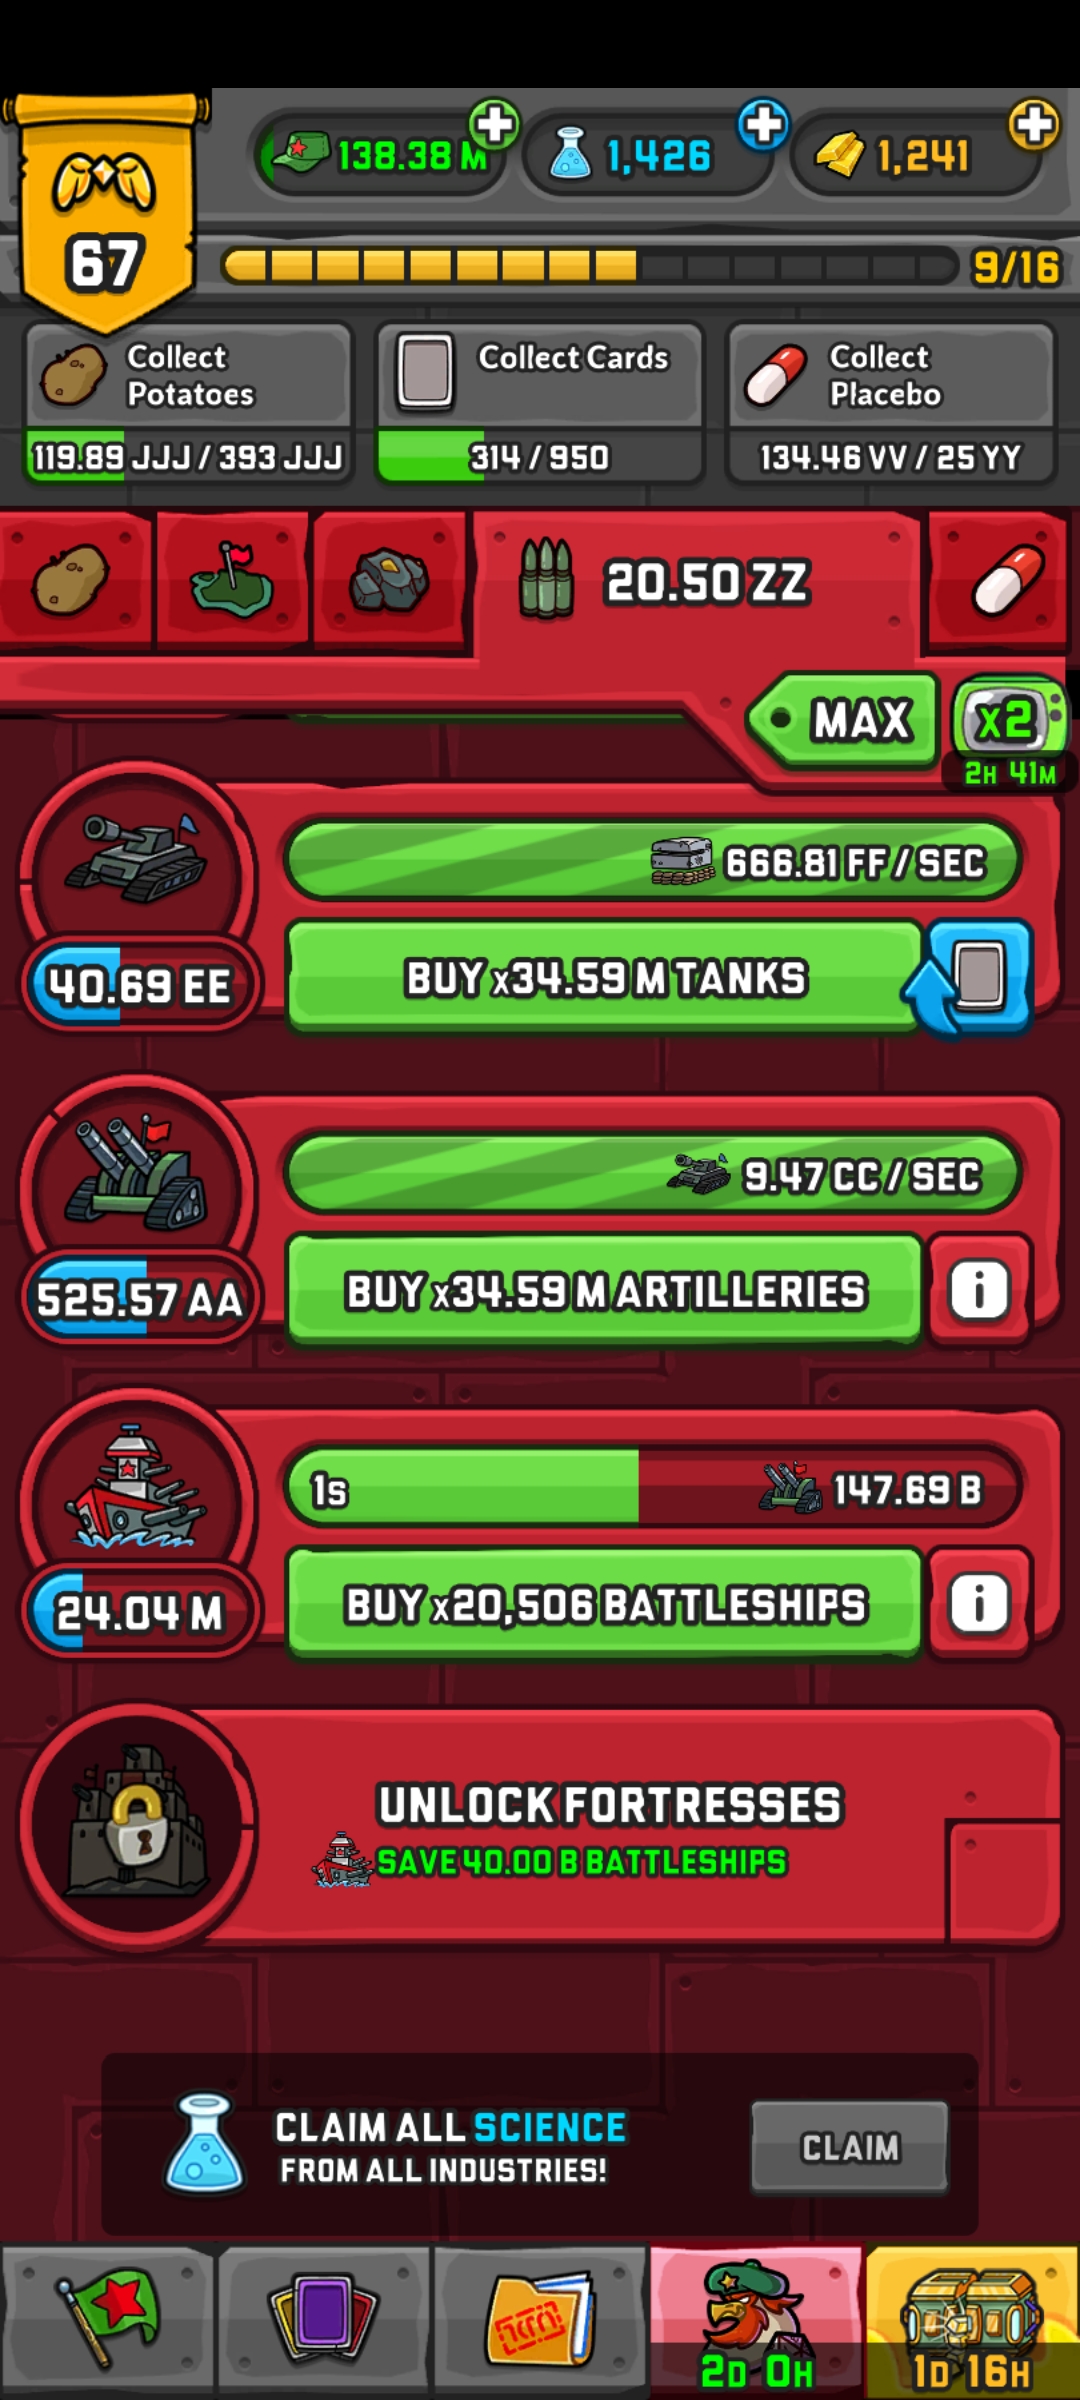 138.38 M
1,426
1,241
67
9/16
Collect Potatoes
119.89 JJJ / 393 JJJ
Collect Cards
314 / 950
Collect Placebo
134.46 VV / 25 YY
20.50 ZZ
MAX
x2
2H 41M
666.81 FF / SEC
40.69 EE
BUY x34.59 M TANKS
9.47 CC / SEC
525.57 AA
BUY x34.59 M ARTILLERIES
i
1s
147.69 B
24.04 M
BUY x20,506 BATTLESHIPS
i
UNLOCK FORTRESSES
SAVE 40.00 B BATTLESHIPS
CLAIM ALL SCIENCE
FROM ALL INDUSTRIES!
CLAIM
2D 0H
1D 16H